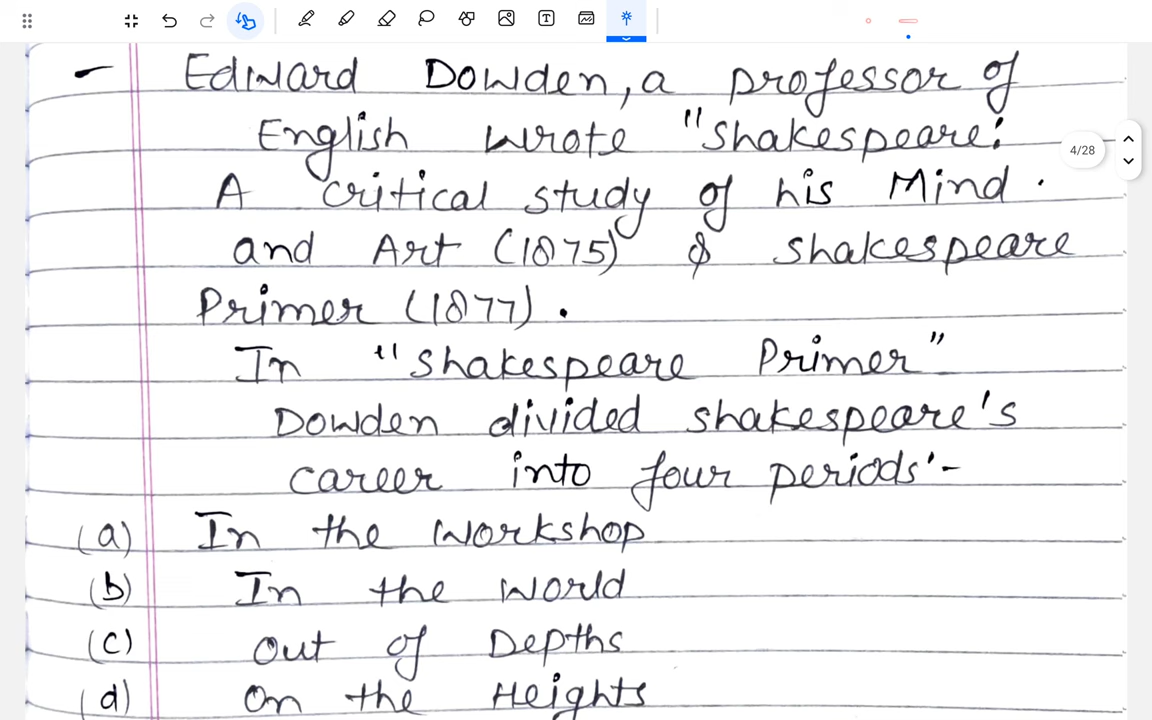 - Edward Dowden, a professor of
English wrote "Shakespeare:
4/28
A critical study of his Mind.
and Art (1875) & Shakespeare
Primer (1877).
In "Shakespeare Primer"
Dowden divided Shakespeare's
career into four periods:-
(a) In the Workshop
(b) In the World
(c) Out of Depths
(d) On the Heights